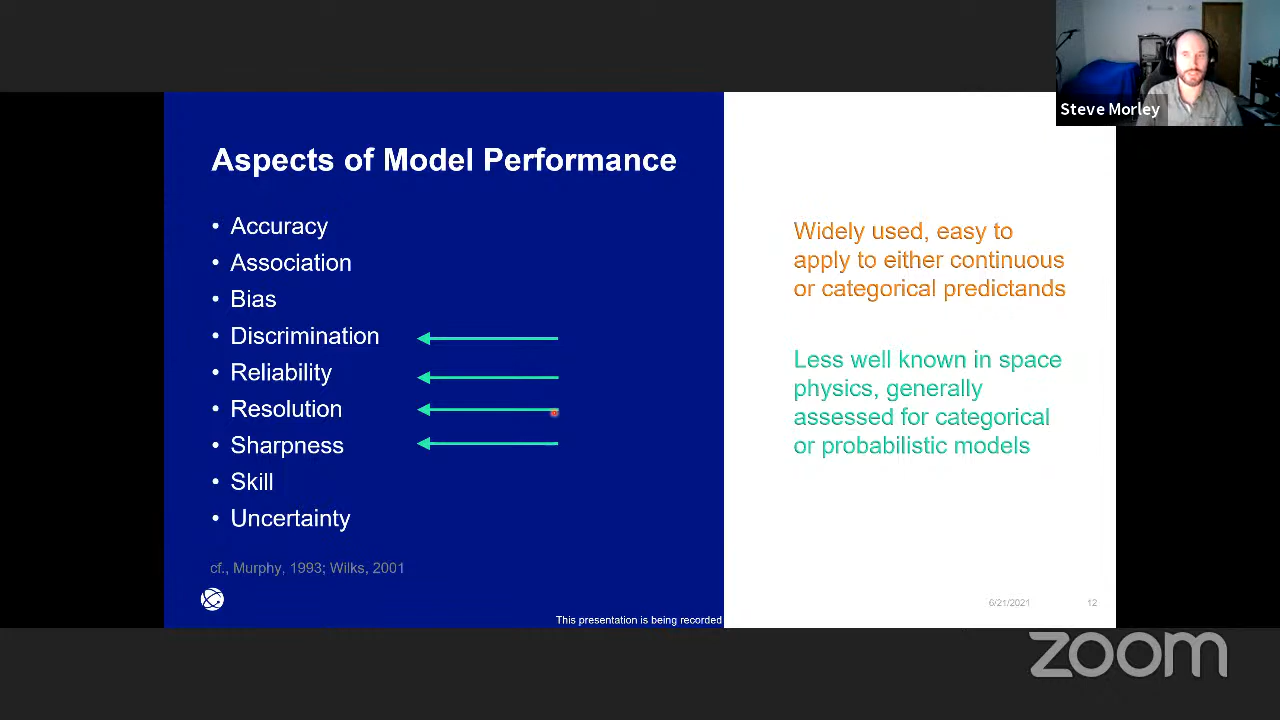 Steve Morley
Aspects of Model Performance
• Accuracy
• Association
• Bias
• Discrimination
• Reliability
• Resolution
• Sharpness
• Skill
• Uncertainty
cf., Murphy, 1993; Wilks, 2001
Widely used, easy to
apply to either continuous
or categorical predictands
Less well known in space
physics, generally
assessed for categorical
or probabilistic models
6/21/2021
12
This presentation is being recorded
zoom